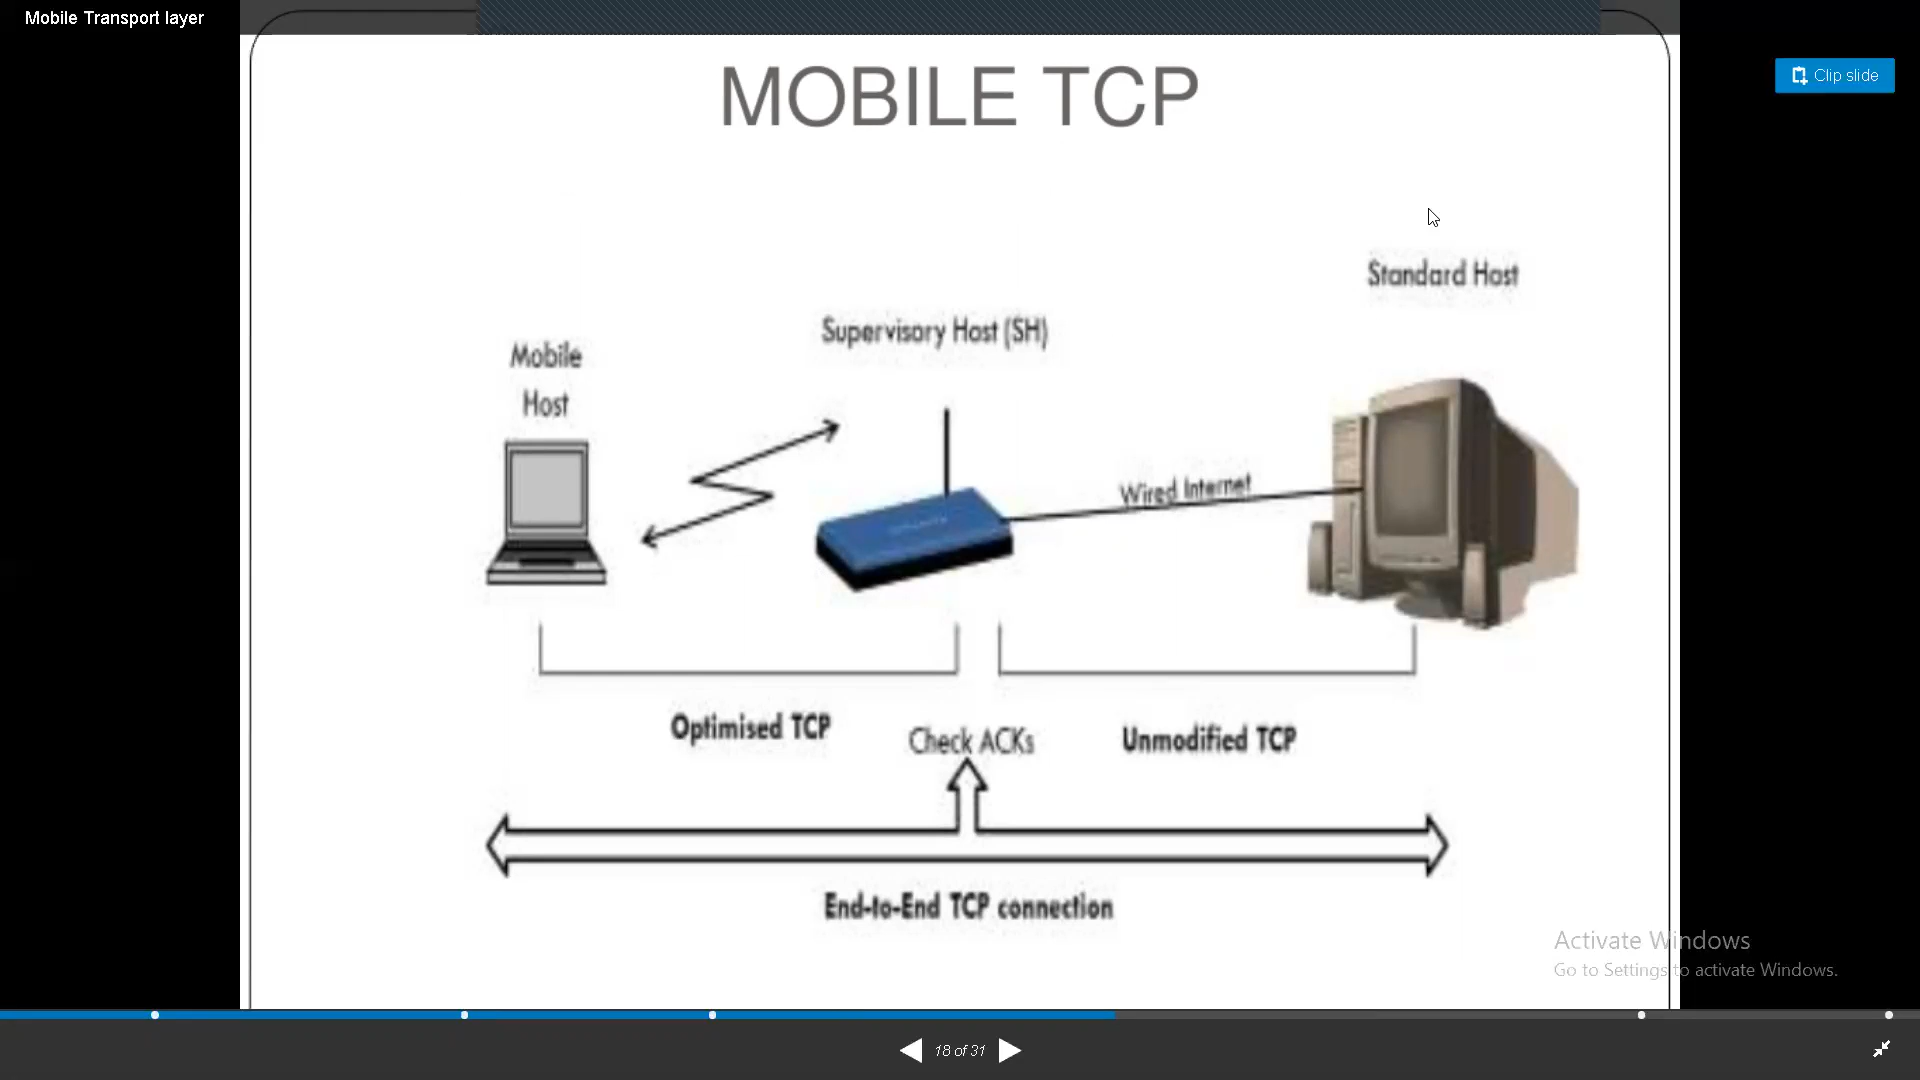 Mobile Transport layer
Clip slide
MOBILE TCP
Standard Host
Supervisory Host (SH)
Mobile
Host
Wired Internet
Optimised TCP
Check ACKs
Unmodified TCP
End-to-End TCP connection
Activate Windows
Go to Settings to activate Windows.
18 of 31